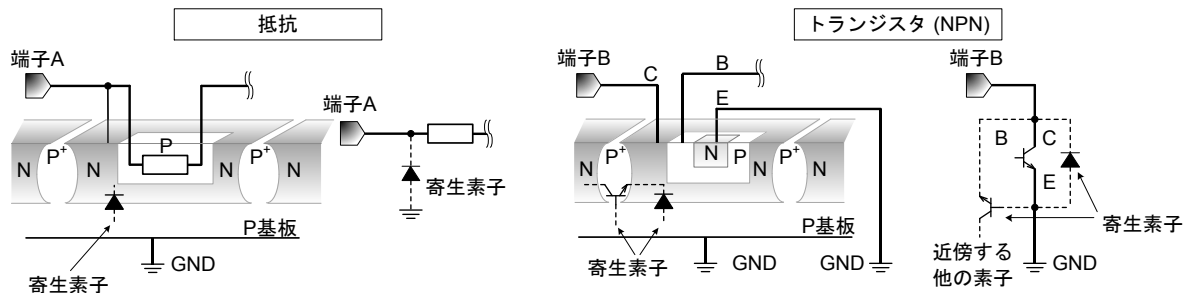 抵抗
トランジスタ (NPN)
端子A
端子A
P
N
P+
N
N
P+
N
寄生素子
P基板
GND
寄生素子
端子B
C
B
E
N
P+
N
N
P
N
P+
N
P基板
寄生素子
GND
GND
端子B
B
C
E
寄生素子
近傍する
他の素子
GND